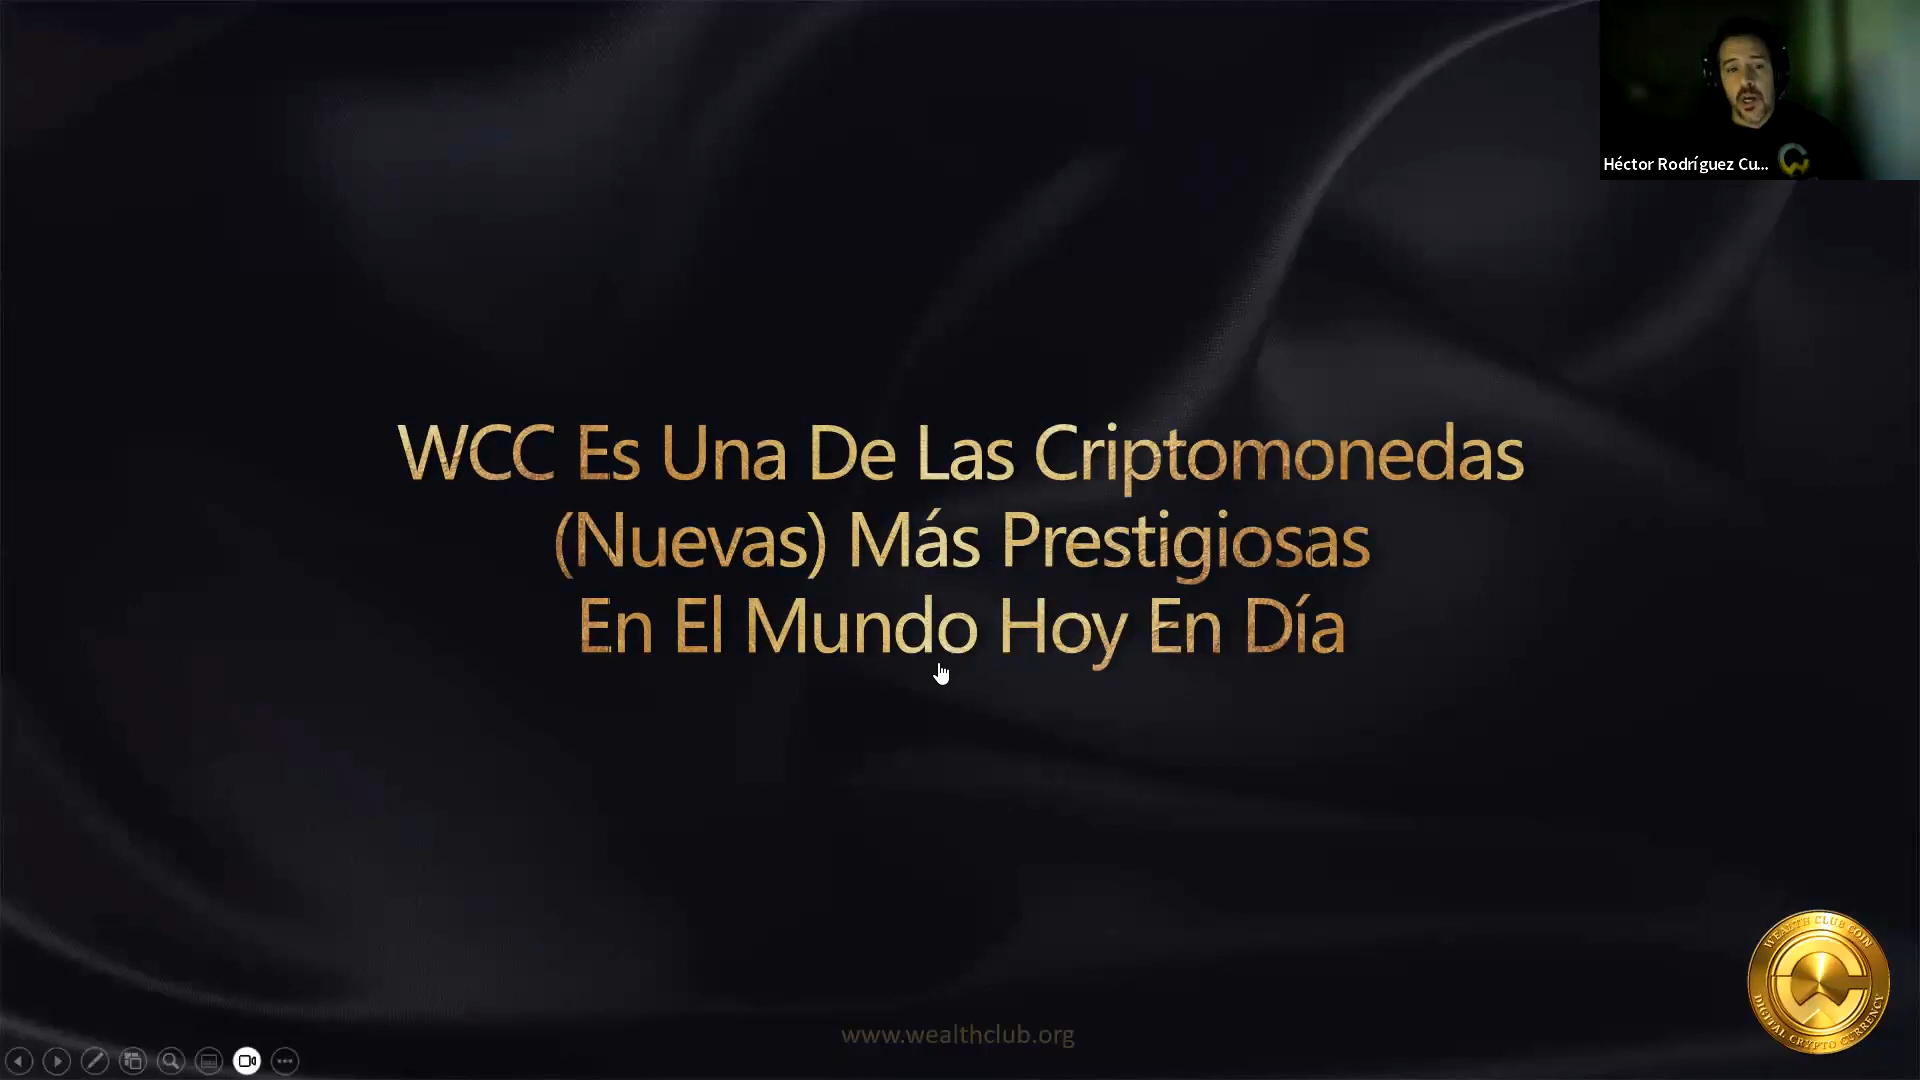 Héctor Rodríguez Cu...
WCC Es Una De Las Criptomonedas
(Nuevas) Más Prestigiosas
En El Mundo Hoy En Día
WEALTH CLUB COIN
DIGITAL CRYPTO CURRENCY
www.wealthclub.org